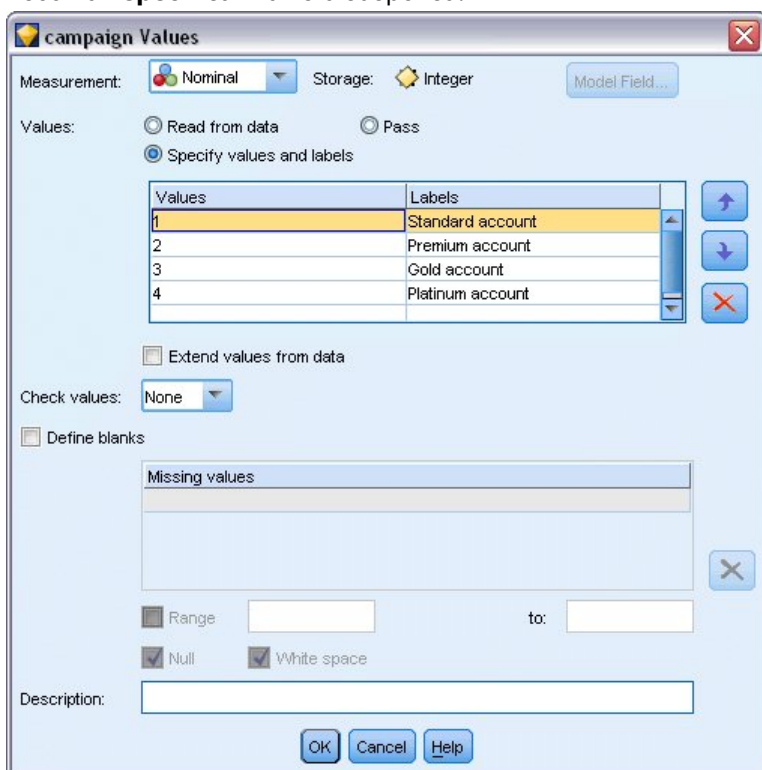 campaign Values
Measurement: Nominal Storage: Integer Model Field...
Values: Read from data Pass
Specify values and labels
Values Labels
1 Standard account
2 Premium account
3 Gold account
4 Platinum account
Extend values from data
Check values: None
Define blanks
Missing values
Range to:
Null White space
Description:
OK Cancel Help